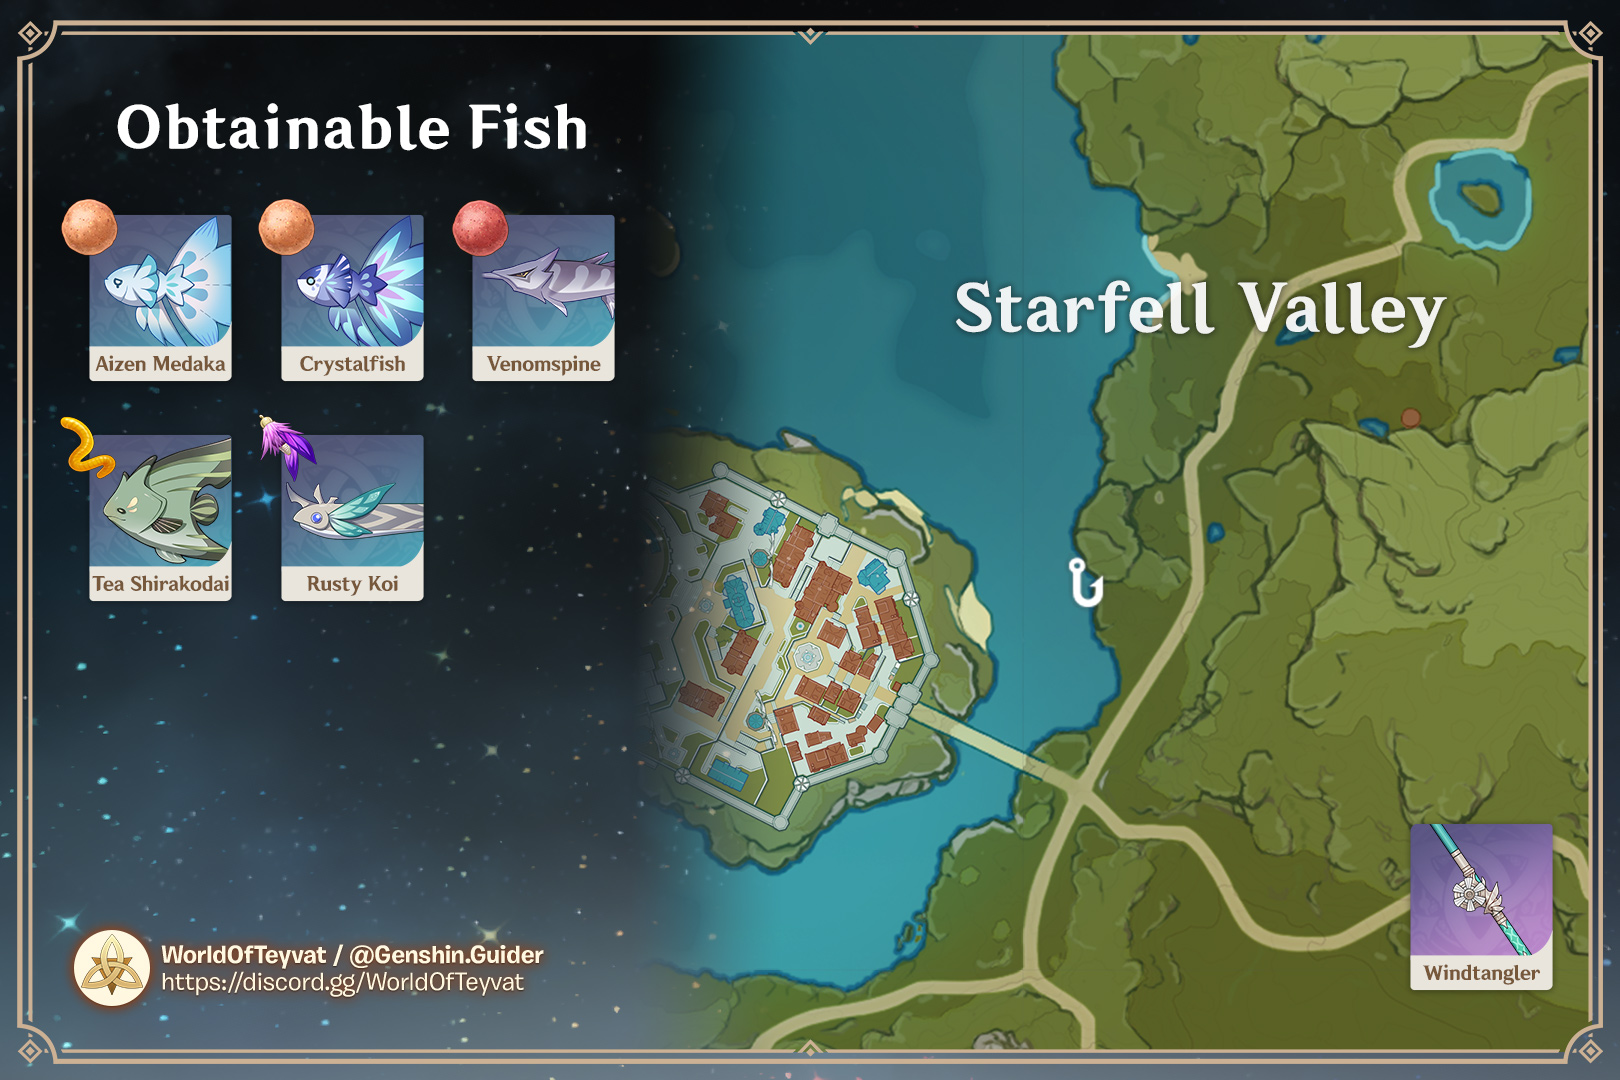 Obtainable Fish
Aizen Medaka
Crystalfish
Venomspine
Tea Shirakodai
Rusty Koi
Starfell Valley
Windtangler
WorldOfTeyvat / @Genshin.Guider
https://discord.gg/WorldOfTeyvat